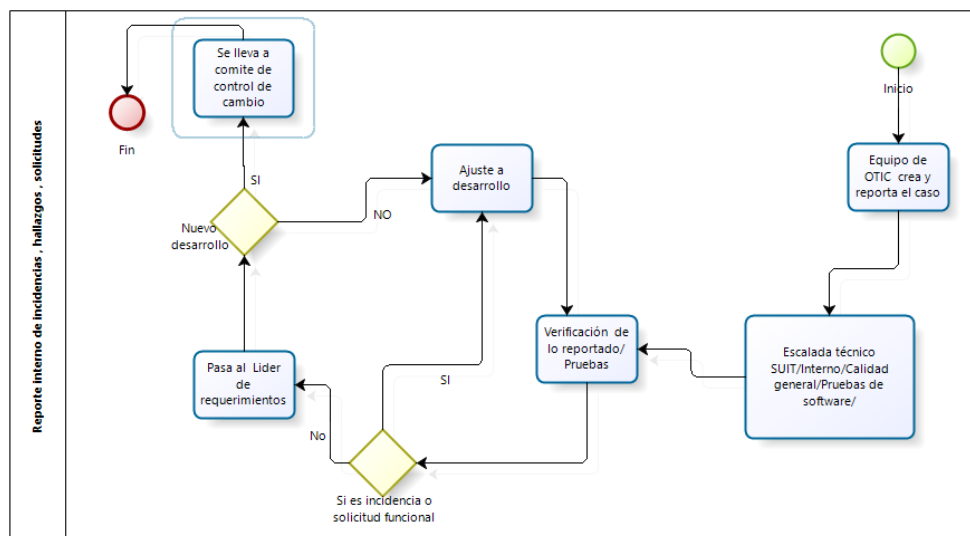 Reporte interno de incidencias , hallazgos , solicitudes
Se lleva a
comite de
control de
cambio
Fin
Inicio
Equipo de
OTIC crea y
reporta el caso
Ajuste a
desarrollo
SI
NO
Nuevo
desarrollo
Verificación de
lo reportado/
Pruebas
Escalada técnico
SUIT/Interno/Calidad
general/Pruebas de
software/
Pasa al Lider
de
requerimientos
SI
No
Si es incidencia o
solicitud funcional